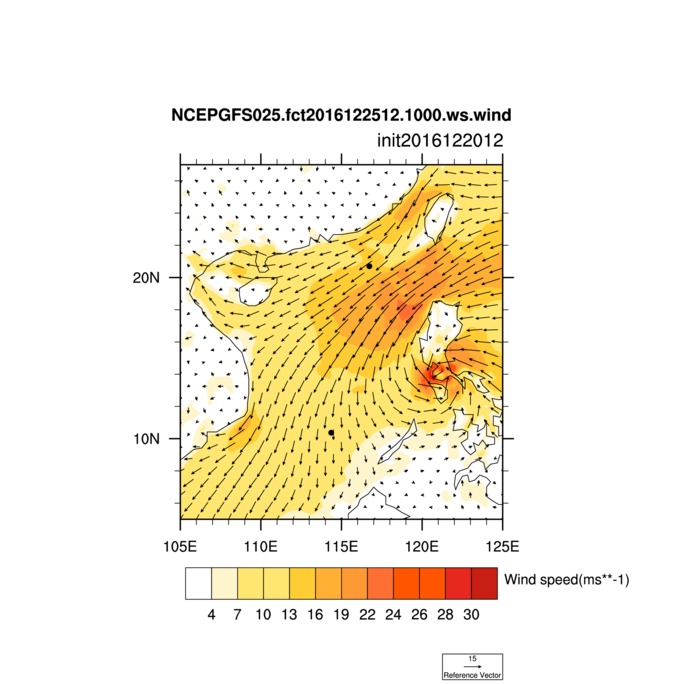 NCEPGFS025.fct2016122512.1000.ws.wind
init2016122012
20N
10N
105E 110E 115E 120E 125E
Wind speed(ms**-1)
4 7 10 13 16 19 22 24 26 28 30
15
Reference Vector